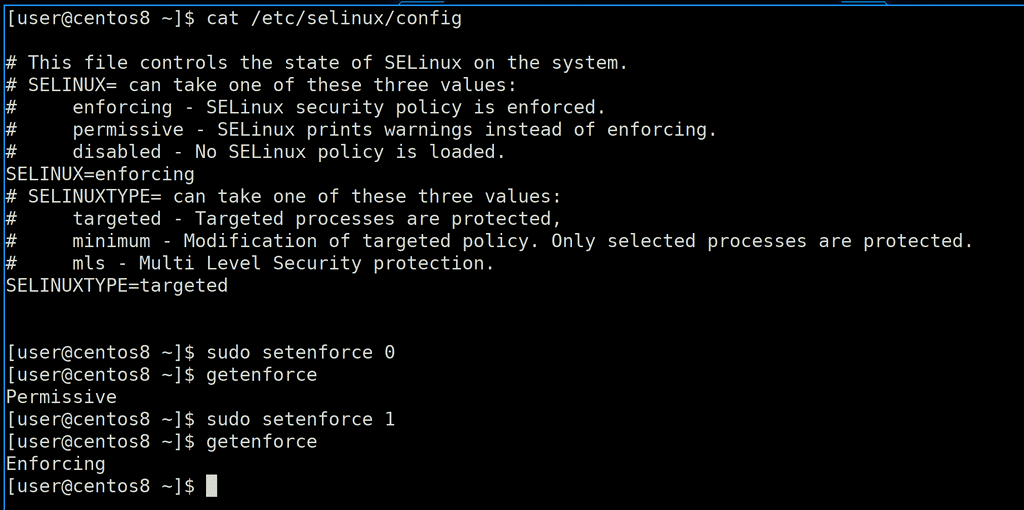 [user@centos8 ~]$ cat /etc/selinux/config
# This file controls the state of SELinux on the system.
# SELINUX= can take one of these three values:
#     enforcing - SELinux security policy is enforced.
#     permissive - SELinux prints warnings instead of enforcing.
#     disabled - No SELinux policy is loaded.
SELINUX=enforcing
# SELINUXTYPE= can take one of these three values:
#     targeted - Targeted processes are protected,
#     minimum - Modification of targeted policy. Only selected processes are protected.
#     mls - Multi Level Security protection.
SELINUXTYPE=targeted
[user@centos8 ~]$ sudo setenforce 0
[user@centos8 ~]$ getenforce
Permissive
[user@centos8 ~]$ sudo setenforce 1
[user@centos8 ~]$ getenforce
Enforcing
[user@centos8 ~]$